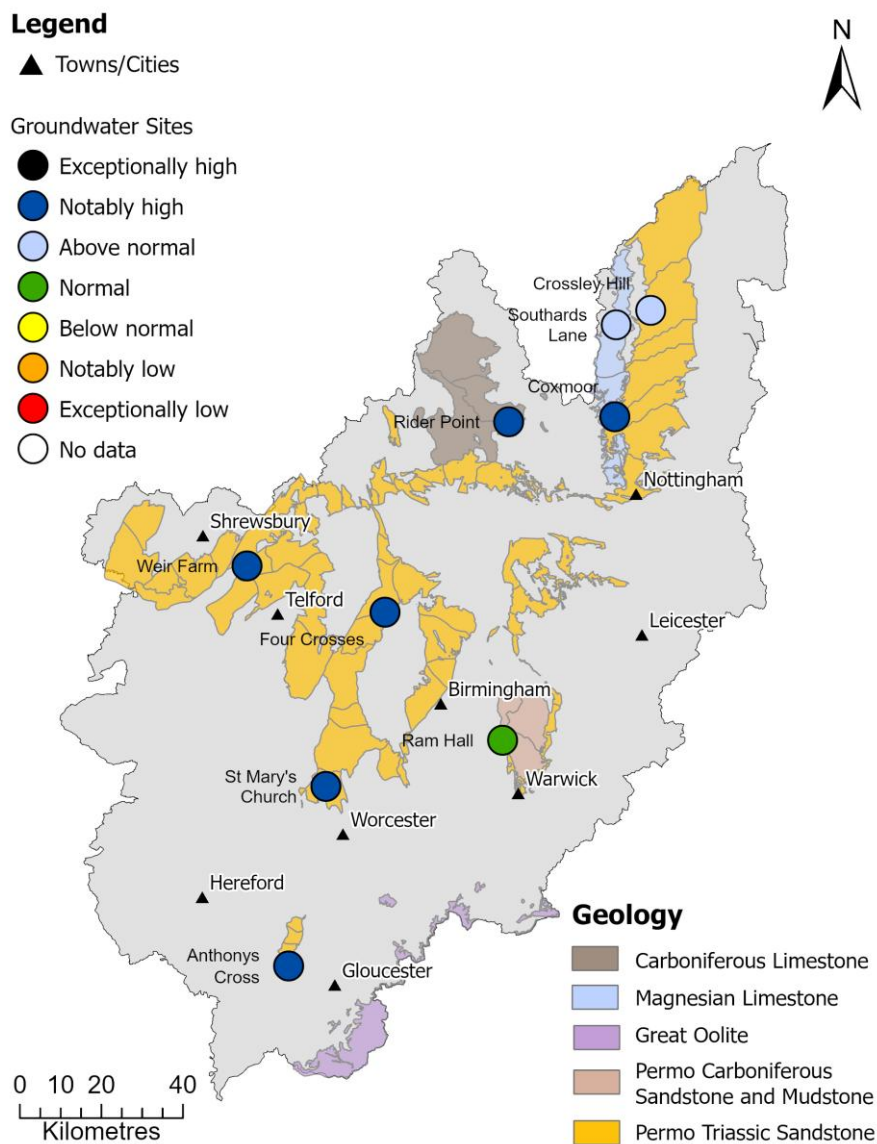 Legend
Towns/Cities
Groundwater Sites
Exceptionally high
Notably high
Above normal
Normal
Below normal
Notably low
Exceptionally low
No data
N
Crossley Hill
Southards
Lane
Coxmoor
Rider Point
Nottingham
Shrewsbury
Weir Farm
Telford
Four Crosses
Leicester
Birmingham
Ram Hall
St Mary's
Church
Warwick
Worcester
Hereford
Anthonys
Cross
Gloucester
Geology
Carboniferous Limestone
Magnesian Limestone
Great Oolite
Permo Carboniferous
Sandstone and Mudstone
Permo Triassic Sandstone
0 10 20 40
Kilometres